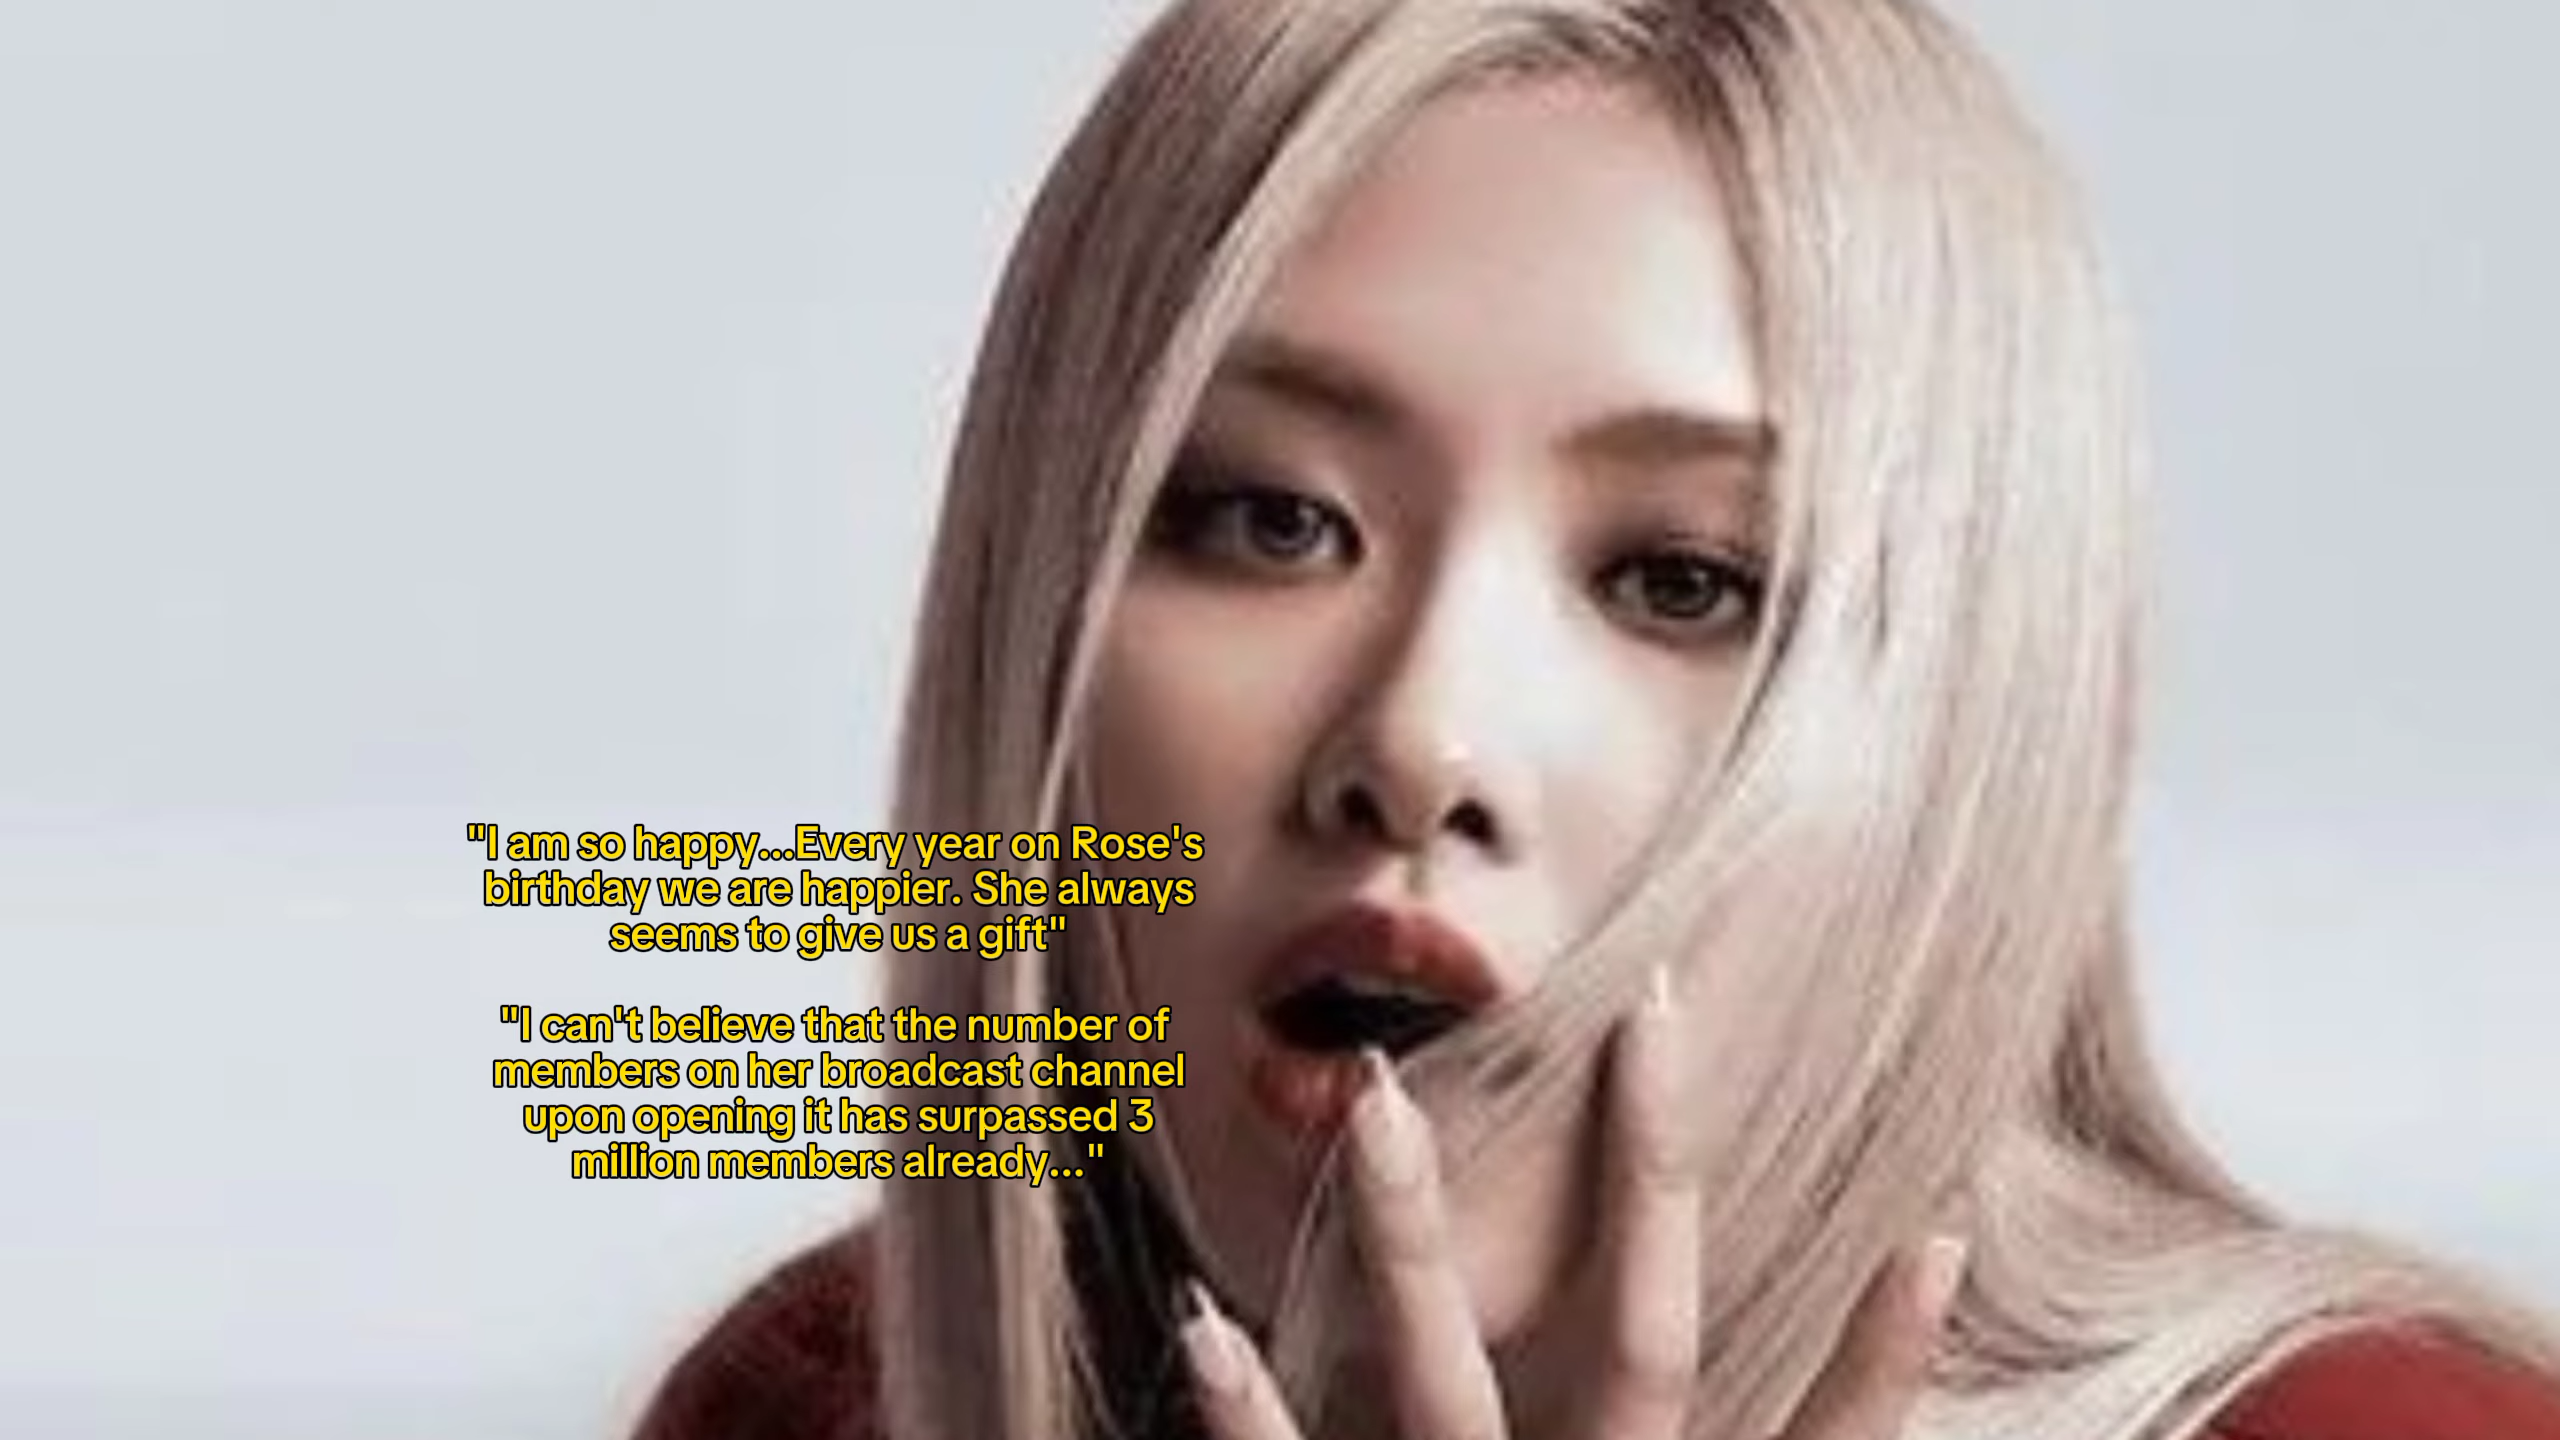 "I am so happy...Every year on Rose's
birthday we are happier. She always
seems to give us a gift"
"I can't believe that the number of
members on her broadcast channel
upon opening it has surpassed 3
million members already..."